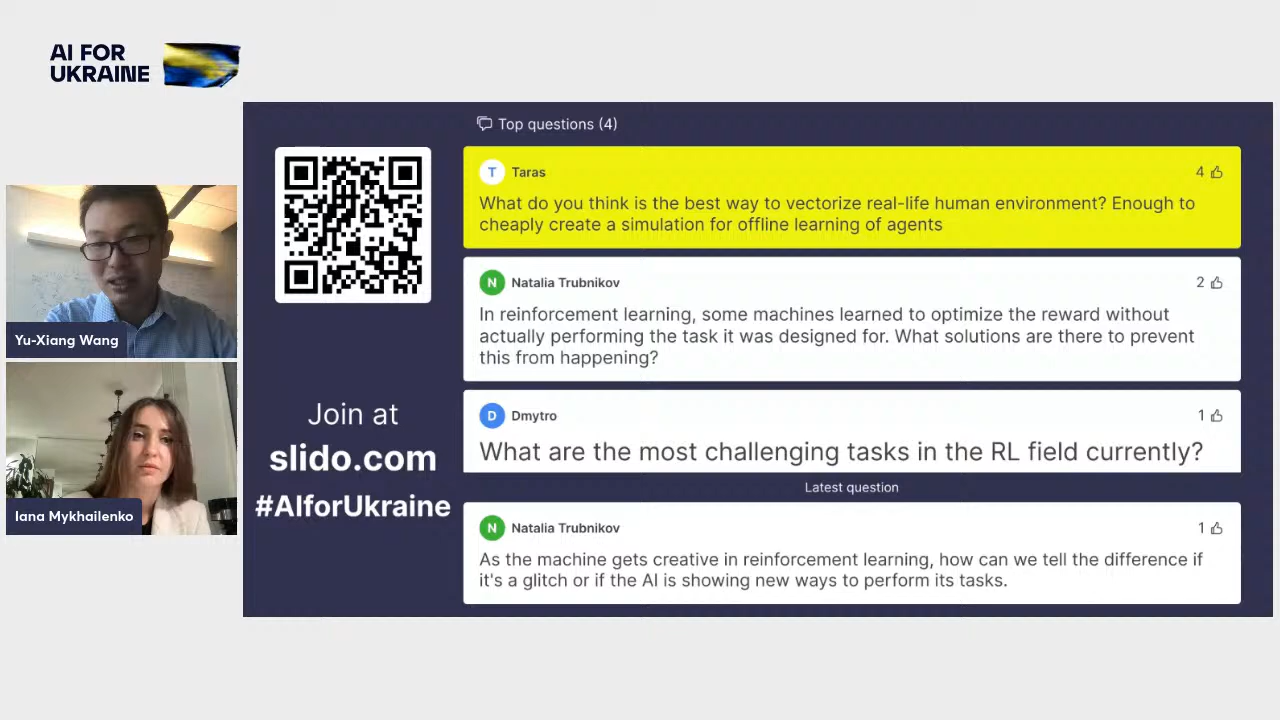 AI FOR
UKRAINE
Top questions (4)
T Taras 4
What do you think is the best way to vectorize real-life human environment? Enough to
cheaply create a simulation for offline learning of agents
N Natalia Trubnikov 2
In reinforcement learning, some machines learned to optimize the reward without
actually performing the task it was designed for. What solutions are there to prevent
this from happening?
D Dmytro 1
What are the most challenging tasks in the RL field currently?
Latest question
N Natalia Trubnikov 1
As the machine gets creative in reinforcement learning, how can we tell the difference if
it's a glitch or if the AI is showing new ways to perform its tasks.
Join at
slido.com
#AIforUkraine
Yu-Xiang Wang
Iana Mykhailenko